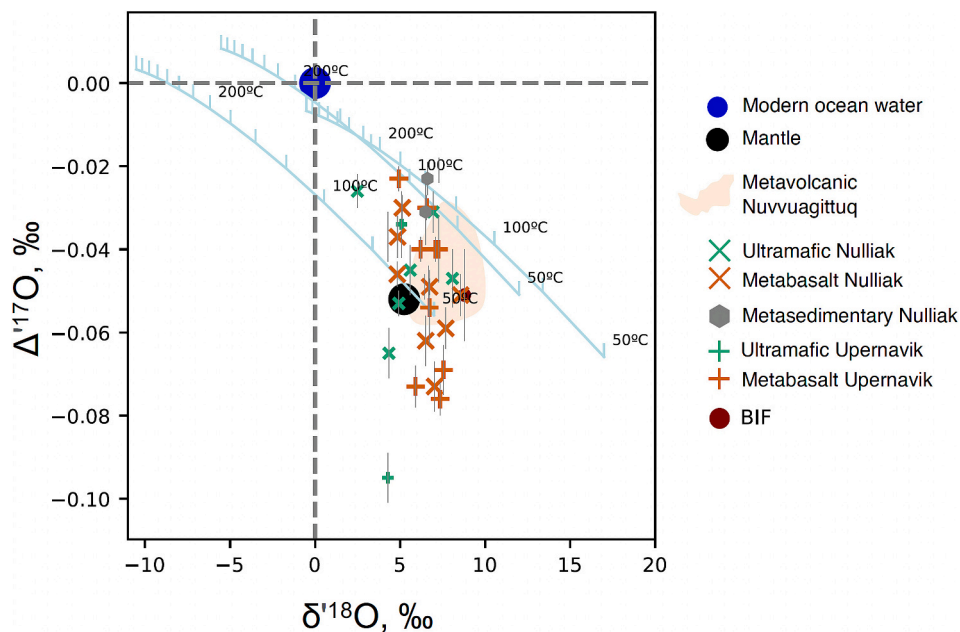 0.00
−0.02
−0.04
−0.06
−0.08
−0.10
Δ'¹⁷O, ‰
−10
−5
0
5
10
15
20
δ'¹⁸O, ‰
200ºC
200ºC
200ºC
100ºC
100ºC
100ºC
50ºC
50ºC
50ºC
Modern ocean water
Mantle
Metavolcanic
Nuvvuagittuq
Ultramafic Nulliak
Metabasalt Nulliak
Metasedimentary Nulliak
Ultramafic Upernavik
Metabasalt Upernavik
BIF